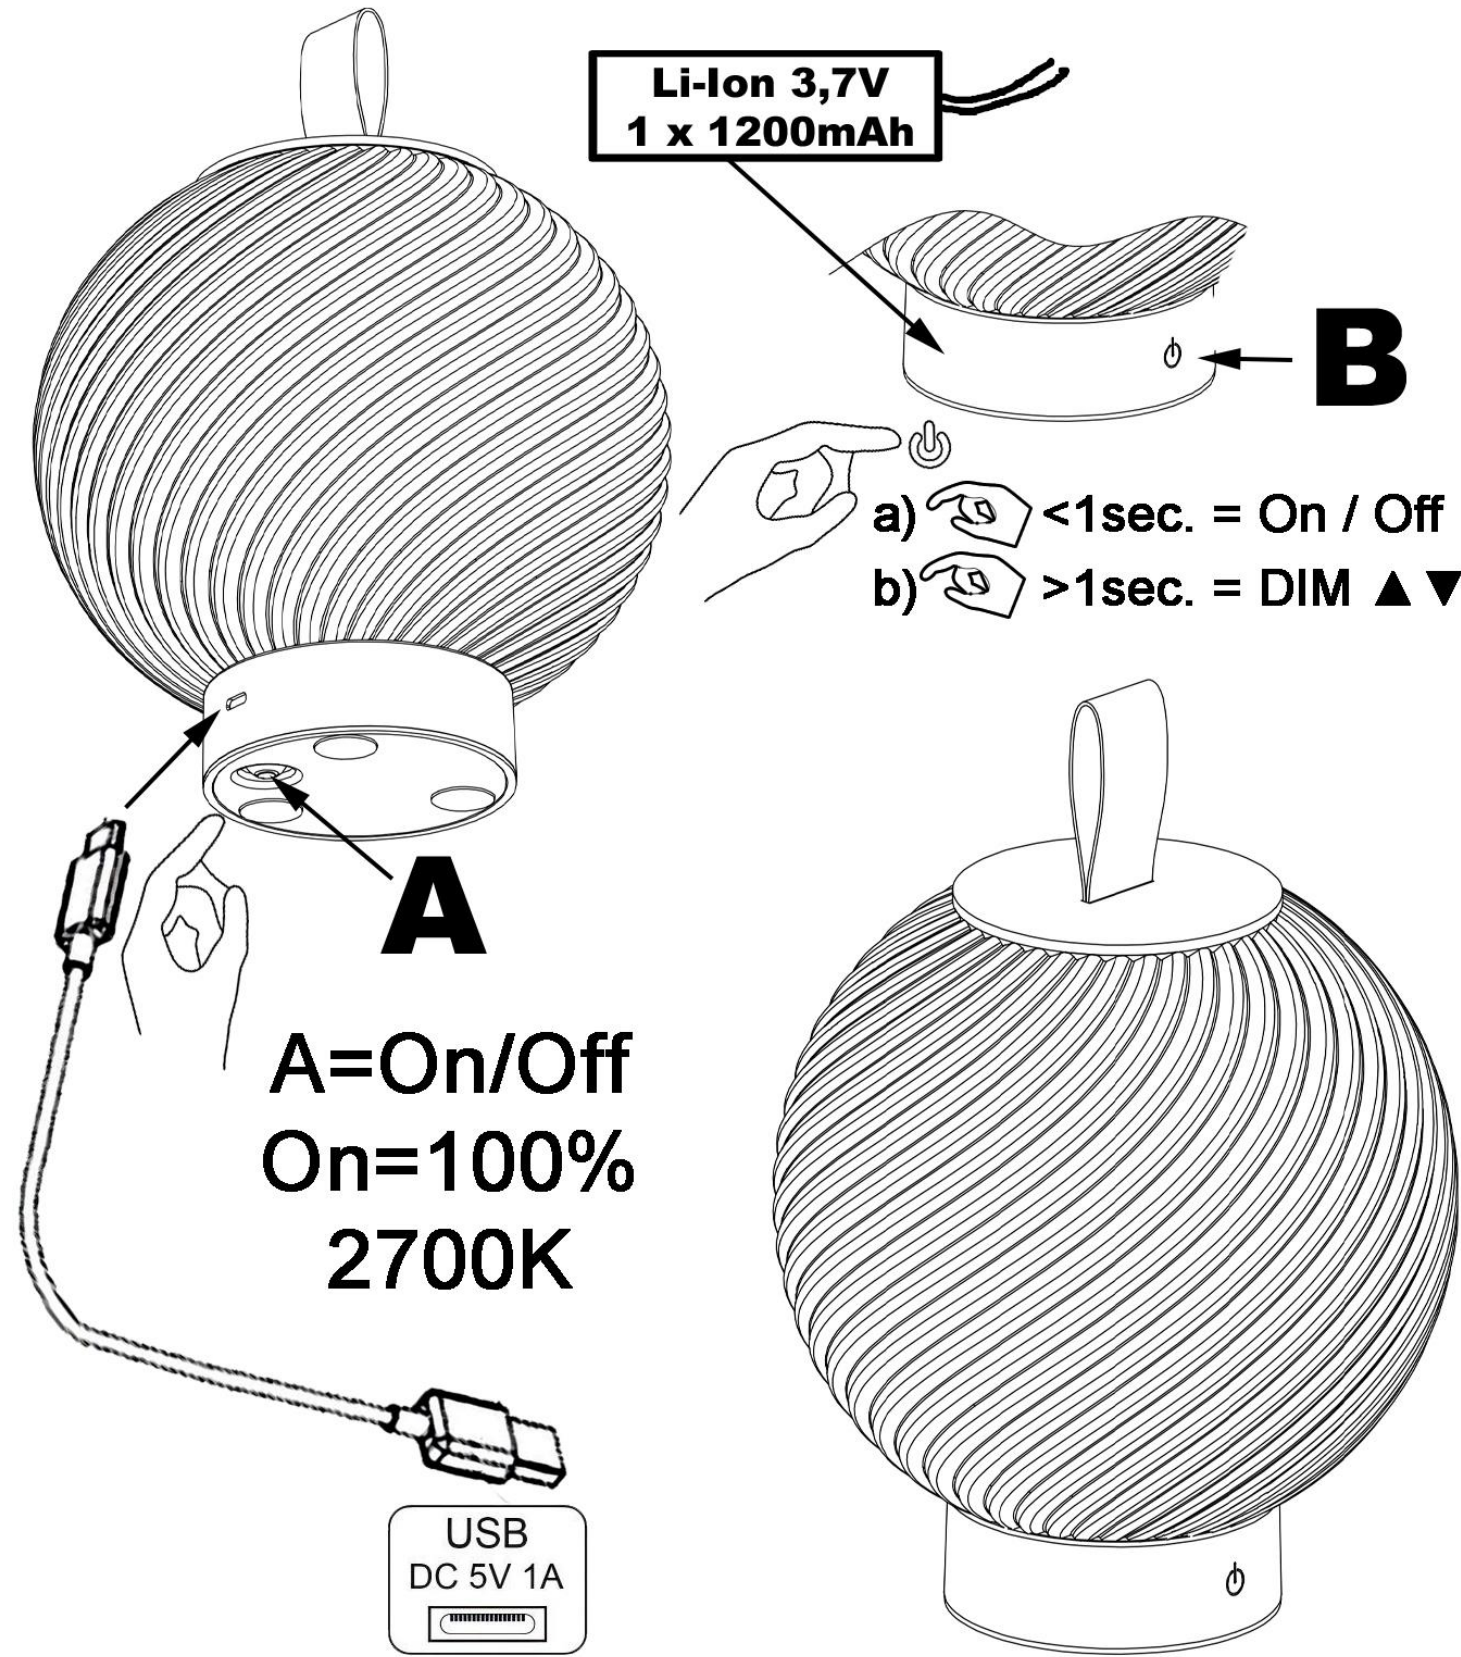 Li-Ion 3,7V
1 x 1200mAh
B
a) <1sec. = On / Off
b) >1sec. = DIM ▲▼
A
A=On/Off
On=100%
2700K
USB
DC 5V 1A